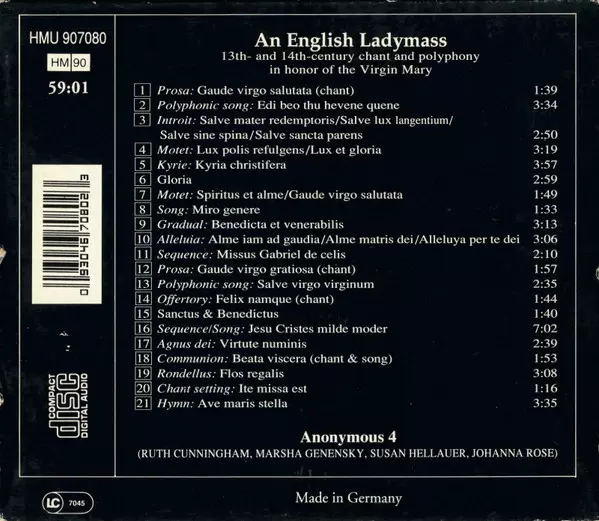 HMU 907080
HM 90
59:01
An English Ladymass
13th- and 14th-century chant and polyphony
in honor of the Virgin Mary
1 Prosa: Gaude virgo salutata (chant) 1:39
2 Polyphonic song: Edi beo thu hevene quene 3:34
3 Introit: Salve mater redemptoris/Salve lux langentium/
Salve sine spina/Salve sancta parens 2:50
4 Motet: Lux polis refulgens/Lux et gloria 3:19
5 Kyrie: Kyria christifera 3:57
6 Gloria 2:59
7 Motet: Spiritus et alme/Gaude virgo salutata 1:49
8 Song: Miro genere 1:33
9 Gradual: Benedicta et venerabilis 3:13
10 Alleluia: Alme iam ad gaudia/Alme matris dei/Alleluya per te dei 3:06
11 Sequence: Missus Gabriel de celis 2:10
12 Prosa: Gaude virgo gratiosa (chant) 1:57
13 Polyphonic song: Salve virgo virginum 2:35
14 Offertory: Felix namque (chant) 1:44
15 Sanctus & Benedictus 1:40
16 Sequence/Song: Jesu Cristes milde moder 7:02
17 Agnus dei: Virtute numinis 2:39
18 Communion: Beata viscera (chant & song) 1:53
19 Rondellus: Flos regalis 3:08
20 Chant setting: Ite missa est 1:16
21 Hymn: Ave maris stella 3:35
0 93046 70802 3
COMPACT
disc
DIGITAL AUDIO
Anonymous 4
(RUTH CUNNINGHAM, MARSHA GENENSKY, SUSAN HELLAUER, JOHANNA ROSE)
LC 7045
Made in Germany